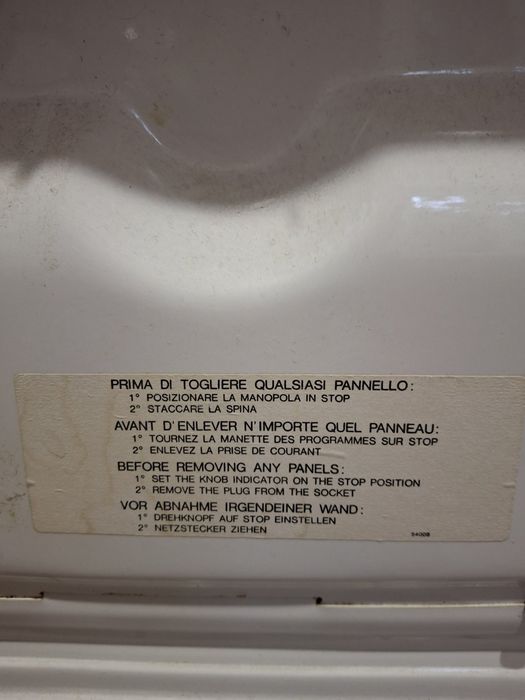 PRIMA DI TOGLIERE QUALSIASI PANNELLO:
1° POSIZIONARE LA MANOPOLA IN STOP
2° STACCARE LA SPINA
AVANT D'ENLEVER N'IMPORTE QUEL PANNEAU:
1° TOURNEZ LA MANETTE DES PROGRAMMES SUR STOP
2° ENLEVEZ LA PRISE DE COURANT
BEFORE REMOVING ANY PANELS:
1° SET THE KNOB INDICATOR ON THE STOP POSITION
2° REMOVE THE PLUG FROM THE SOCKET
VOR ABNAHME IRGENDEINER WAND:
1° DREHKNOPF AUF STOP EINSTELLEN
2° NETZSTECKER ZIEHEN